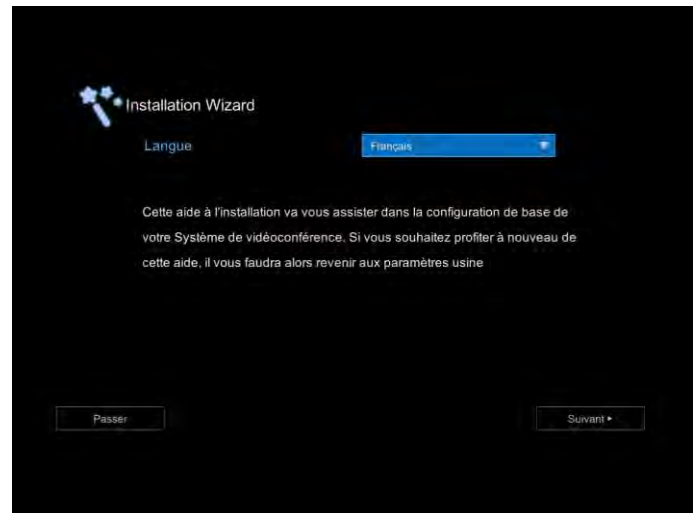 Installation Wizard
Langue Français
Cette aide à l'installation va vous assister dans la configuration de base de
votre Système de vidéoconférence. Si vous souhaitez profiter à nouveau de
cette aide, il vous faudra alors revenir aux paramètres usine
Passer Suivant